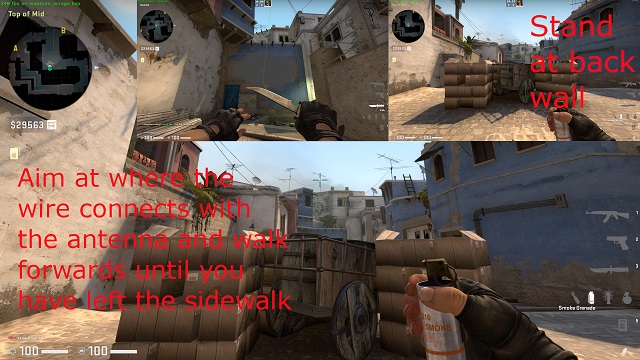 Top of Mid
A
B
$29563
Stand
at back
wall
Aim at where the
wire connects with
the antenna and walk
forwards until you
have left the sidewalk
SMOKE
Smoke Grenade
100
100